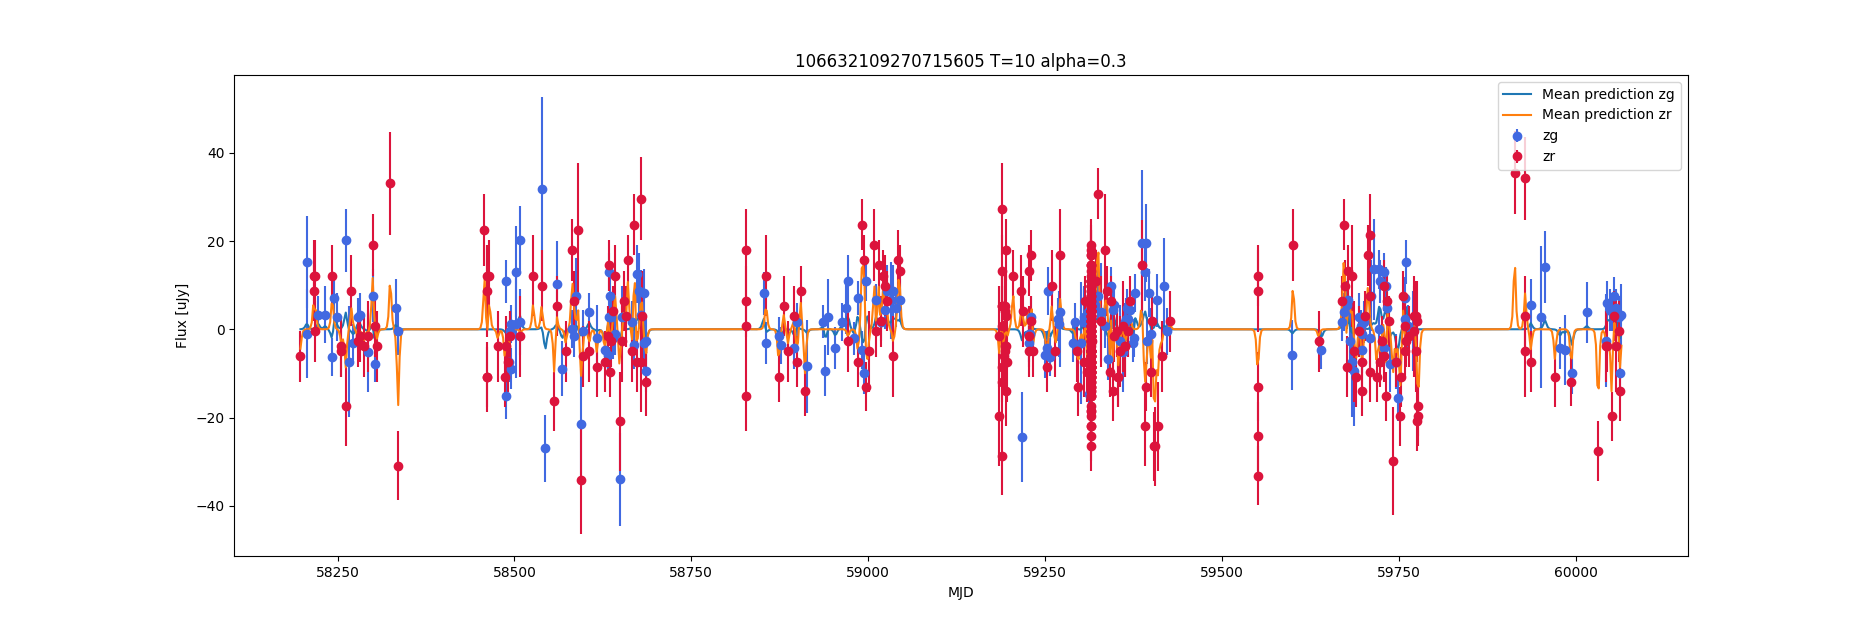 106632109270715605 T=10 alpha=0.3
Mean prediction zg
Mean prediction zr
zg
zr
Flux [uJy]
40
20
0
−20
−40
58250 58500 58750 59000 59250 59500 59750 60000
MJD